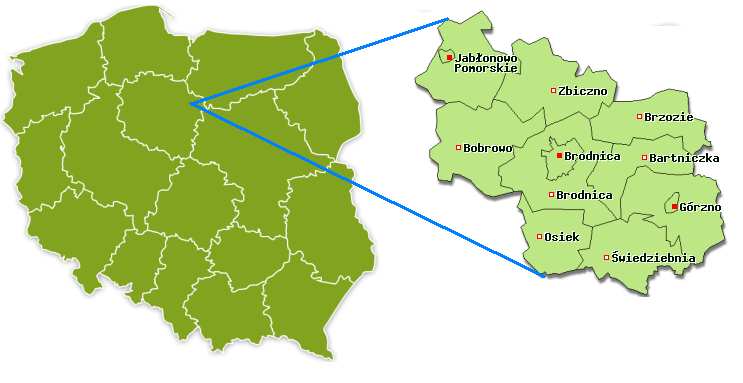 Jabłonowo
Pomorskie
Zbiczno
Brzozie
Bobrowo
Brodnica
Bartniczka
Brodnica
Górzno
Osiek
Świedziebnia